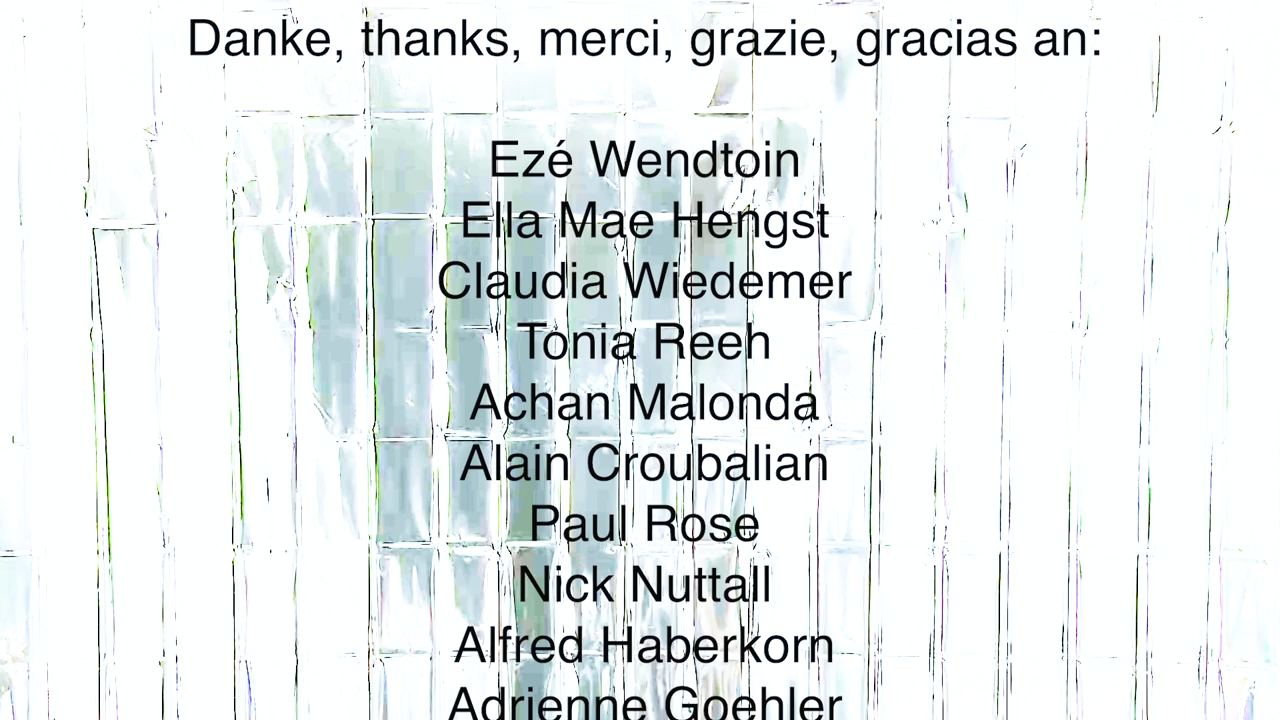 Danke, thanks, merci, grazie, gracias an:
Ezé Wendtoin
Ella Mae Hengst
Claudia Wiedemer
Tonia Reeh
Achan Malonda
Alain Croubalian
Paul Rose
Nick Nuttall
Alfred Haberkorn
Adrienne Goehler